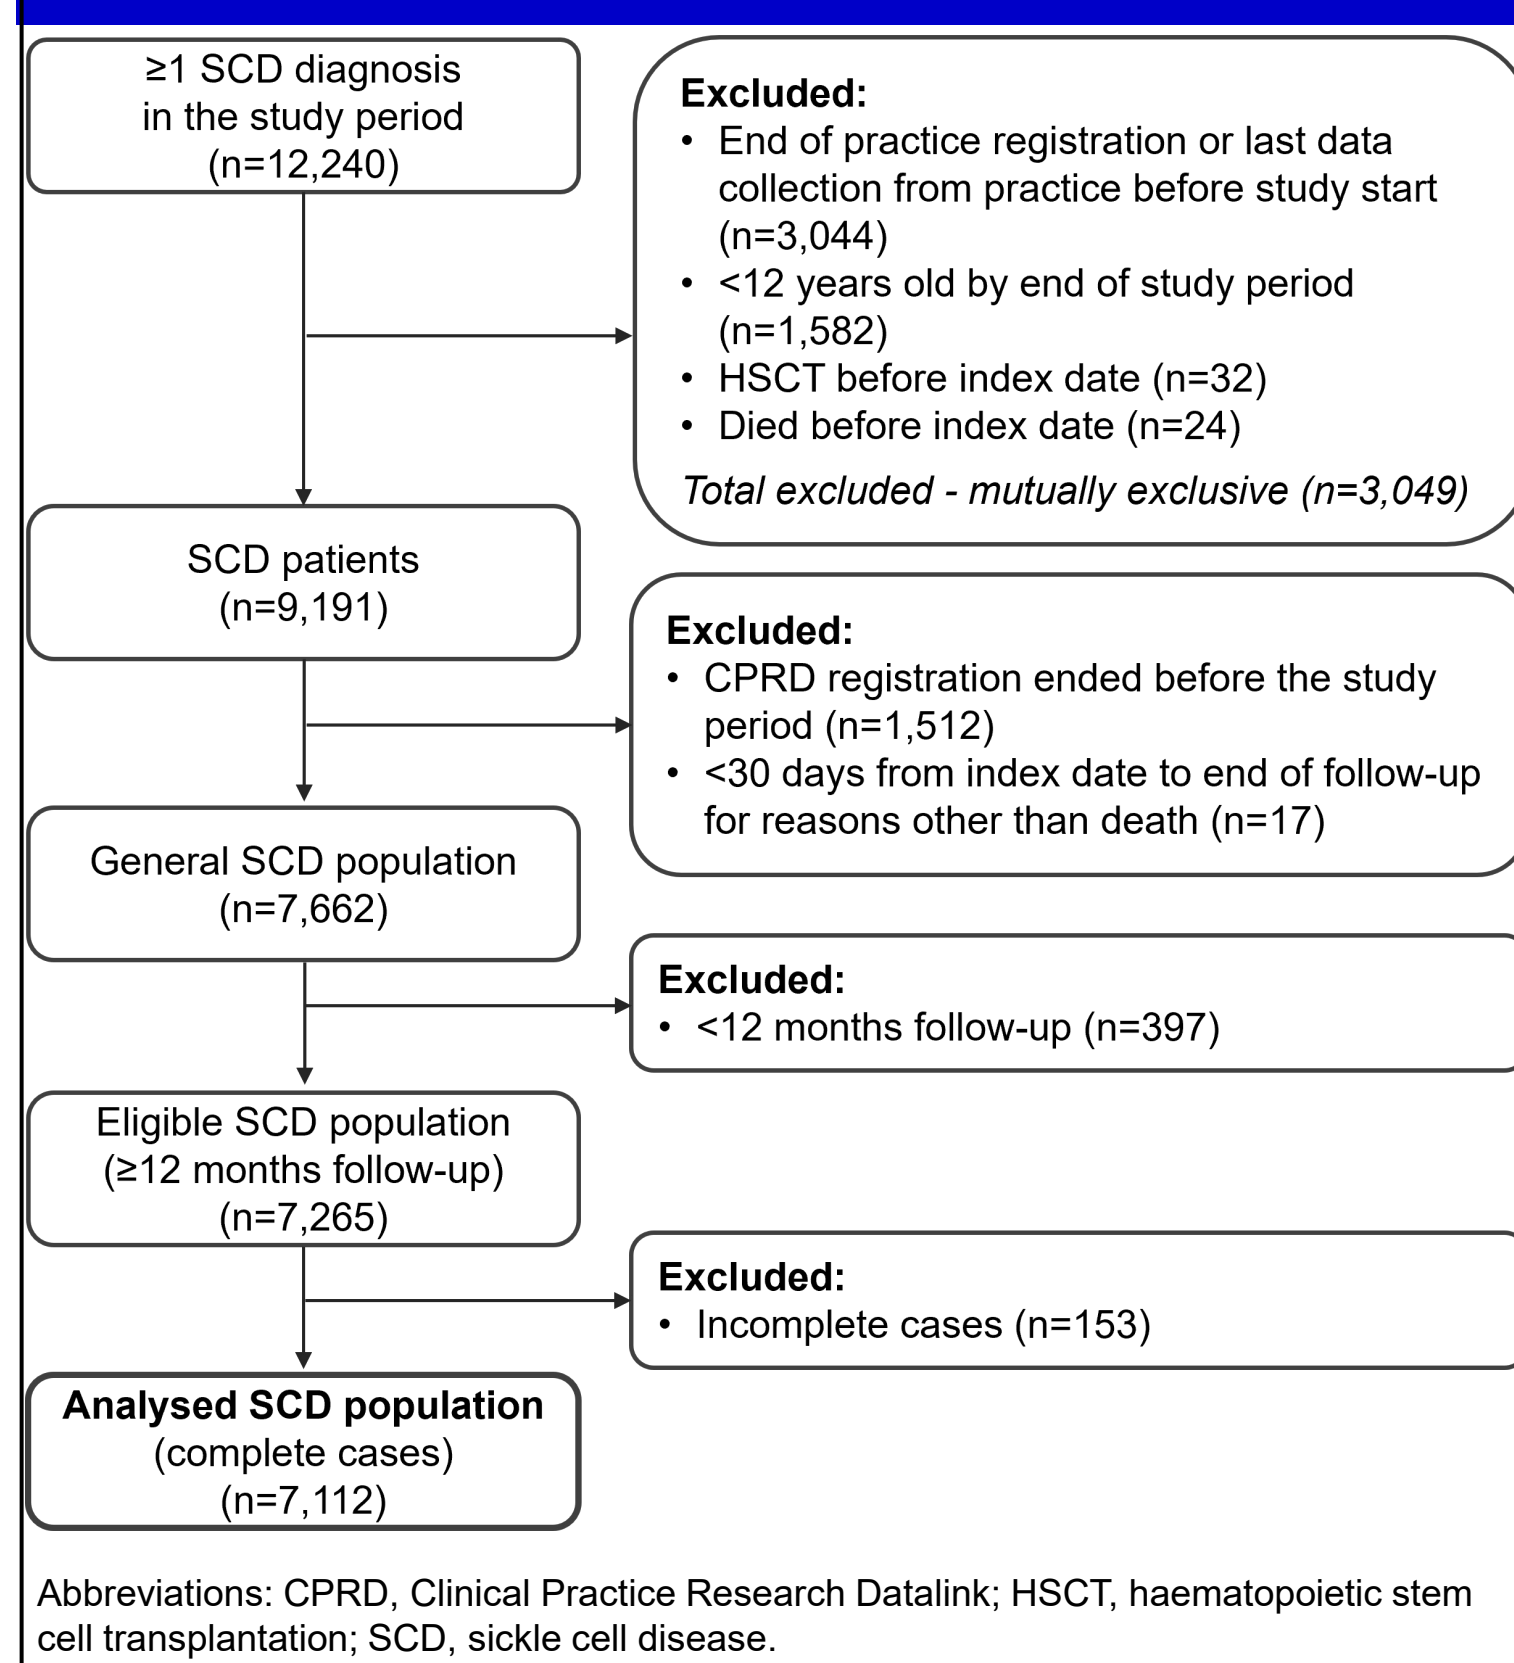 ≥1 SCD diagnosis
in the study period
(n=12,240)
Excluded:
• End of practice registration or last data
collection from practice before study start
(n=3,044)
• <12 years old by end of study period
(n=1,582)
• HSCT before index date (n=32)
• Died before index date (n=24)
Total excluded - mutually exclusive (n=3,049)
SCD patients
(n=9,191)
Excluded:
• CPRD registration ended before the study
period (n=1,512)
• <30 days from index date to end of follow-up
for reasons other than death (n=17)
General SCD population
(n=7,662)
Excluded:
• <12 months follow-up (n=397)
Eligible SCD population
(≥12 months follow-up)
(n=7,265)
Excluded:
• Incomplete cases (n=153)
Analysed SCD population
(complete cases)
(n=7,112)
Abbreviations: CPRD, Clinical Practice Research Datalink; HSCT, haematopoietic stem
cell transplantation; SCD, sickle cell disease.